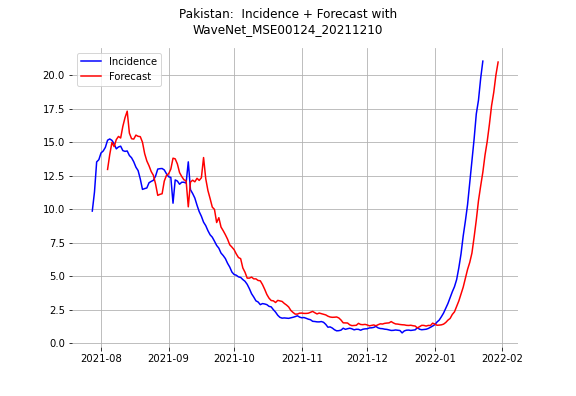 Pakistan:  Incidence + Forecast with
WaveNet_MSE00124_20211210
Incidence
Forecast
20.0
17.5
15.0
12.5
10.0
7.5
5.0
2.5
0.0
2021-08 2021-09 2021-10 2021-11 2021-12 2022-01 2022-02